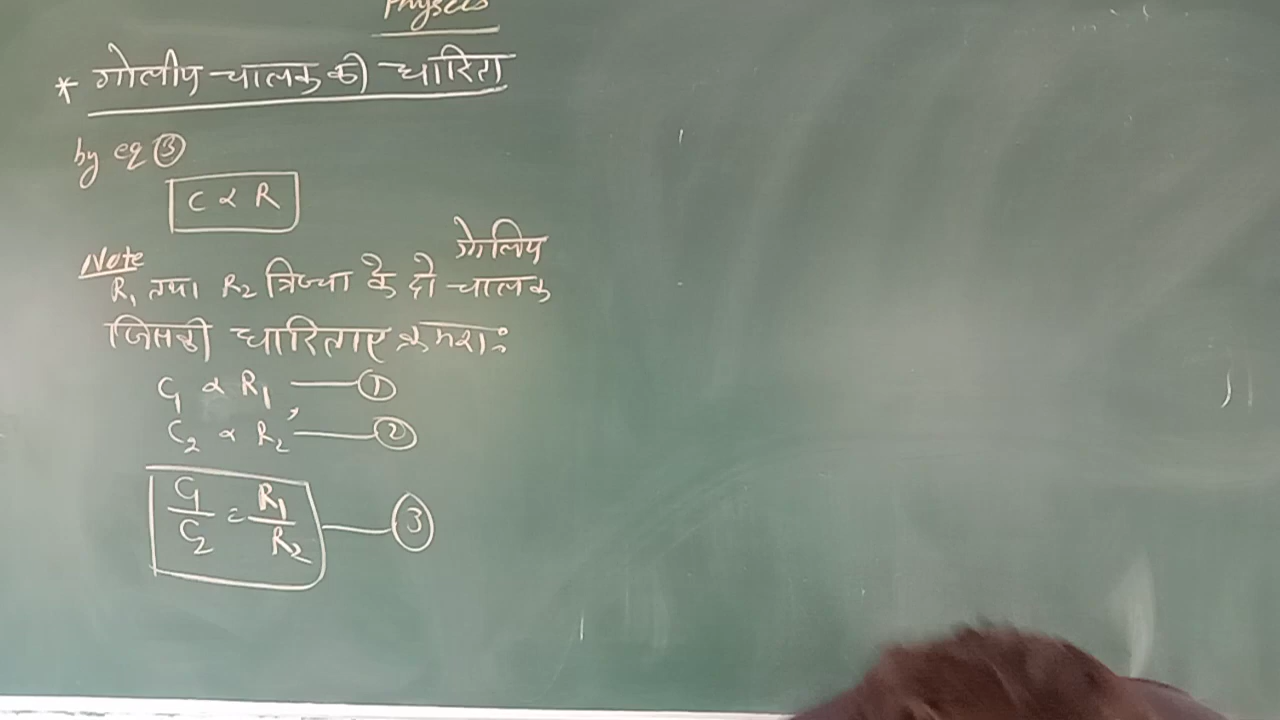 Physics
* गोलीय चालक की धारिता
by eq ③
C ∝ R
Note
गोलिय
R₁ तथा R₂ त्रिज्या के दो चालक
जिसकी धारिताए क्रमशः
C₁ ∝ R₁ — ①
C₂ ∝ R₂ — ②
C₁/C₂ = R₁/R₂ — ③